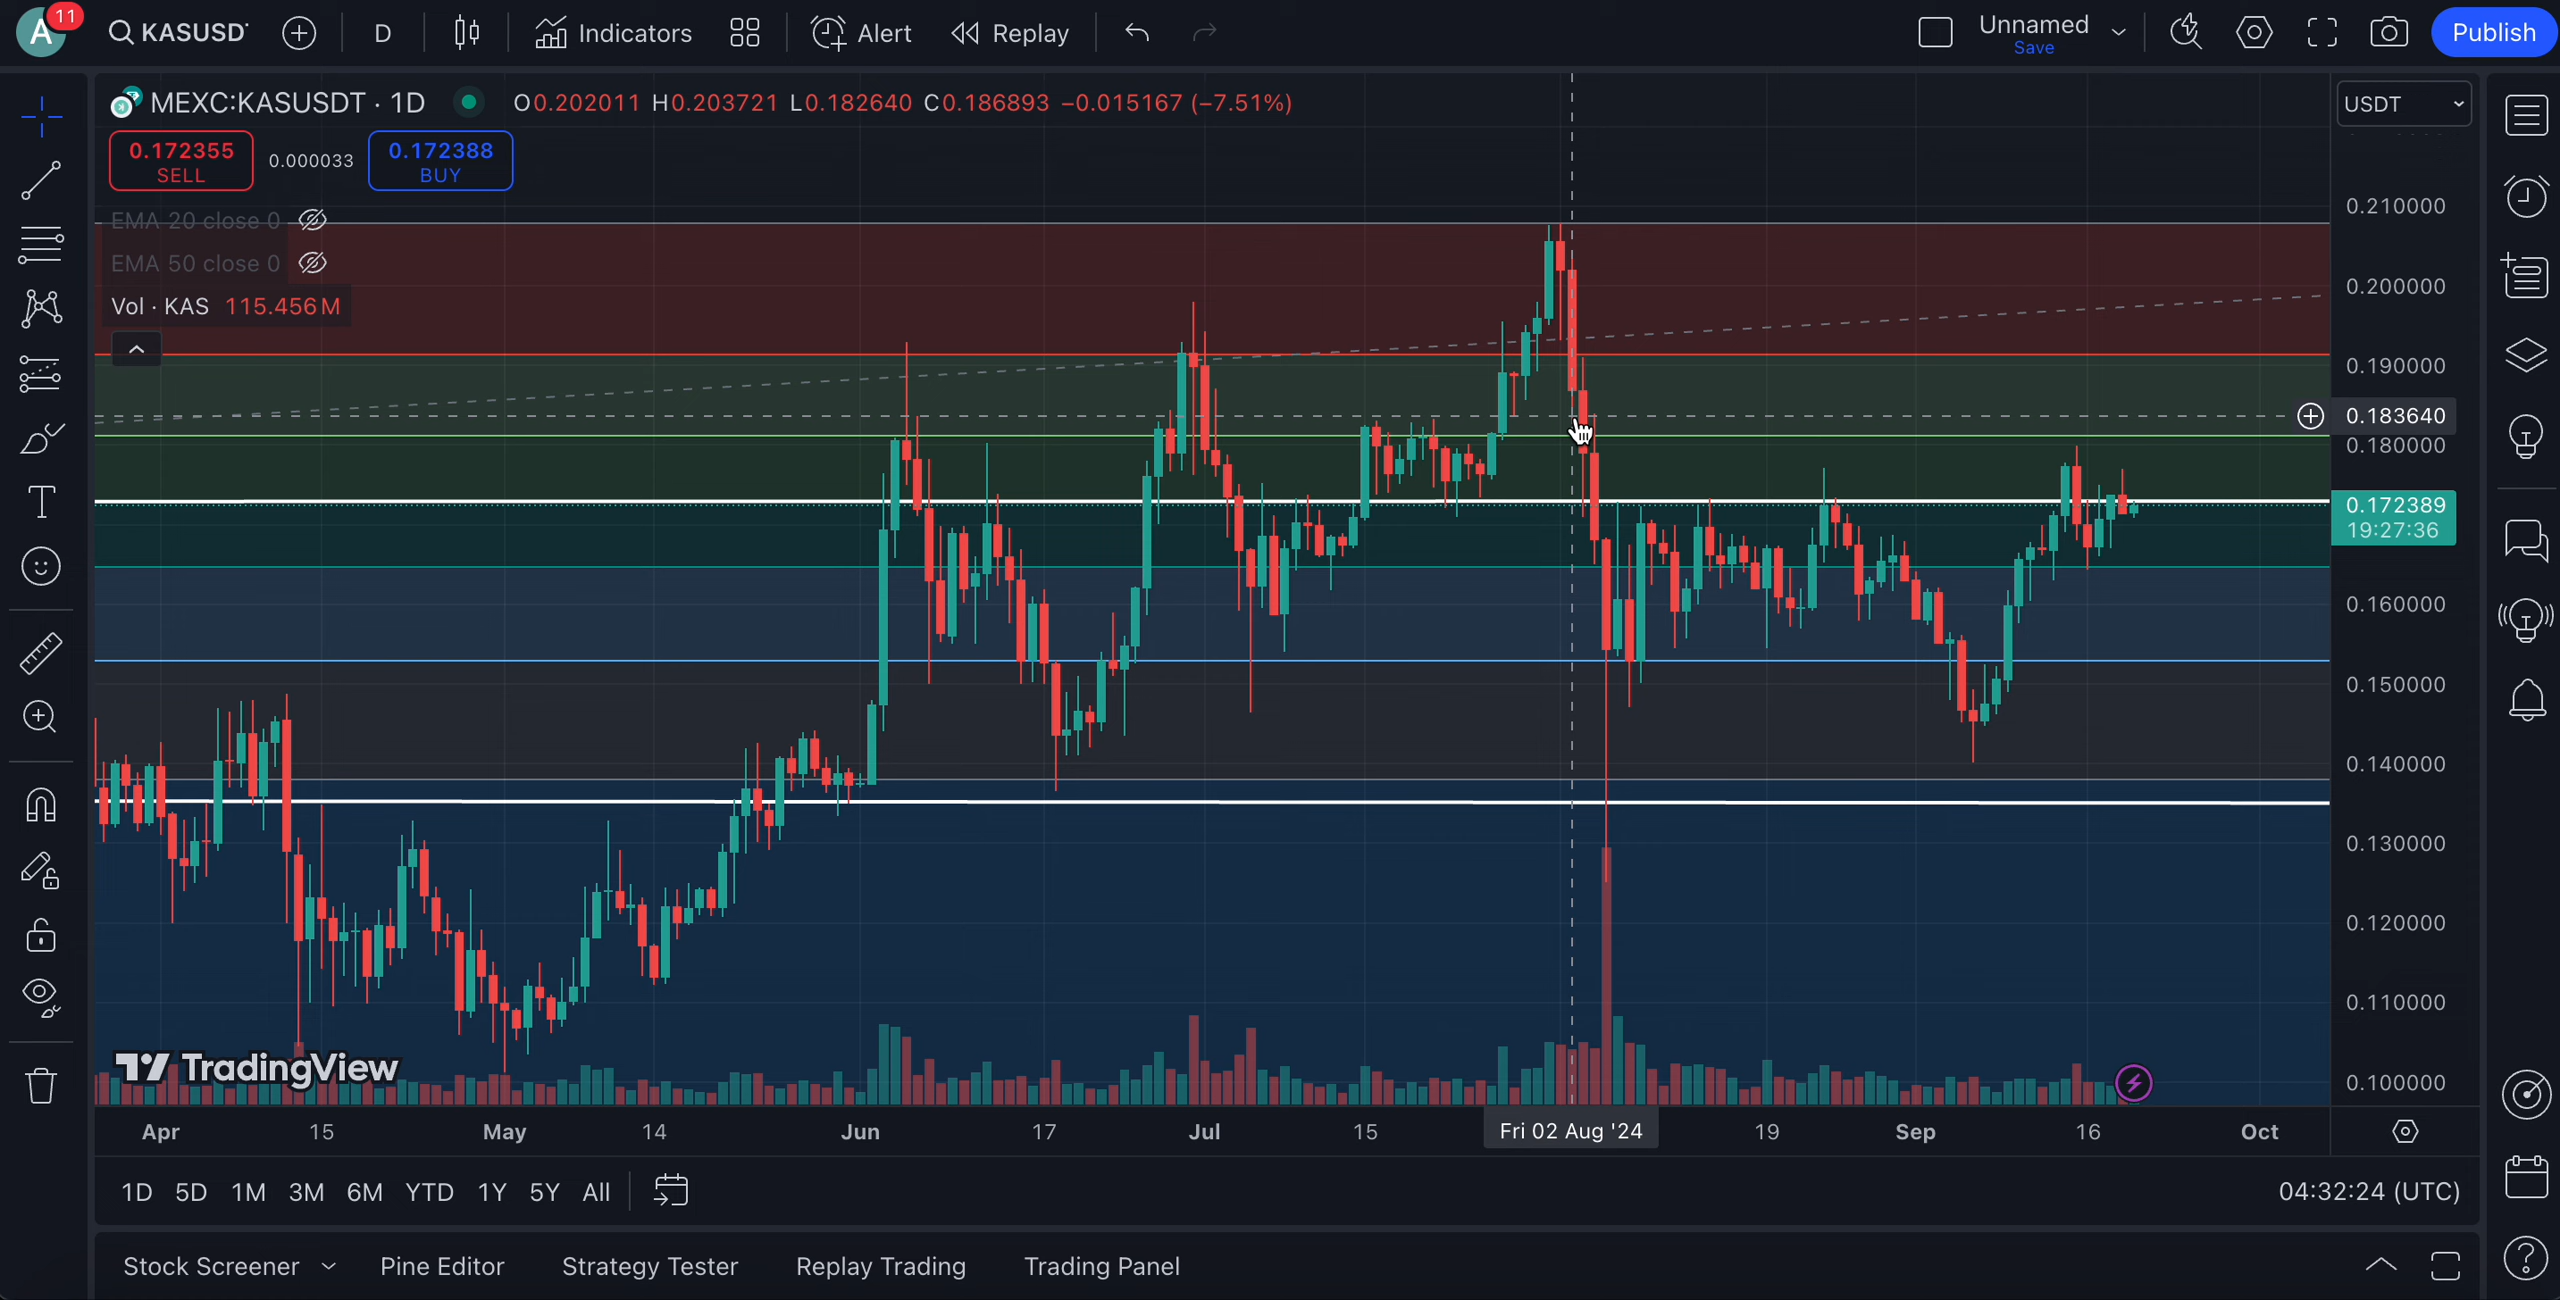 A 11 KASUSDT D Indicators Alert Replay Unnamed Publish
Save
MEXC:KASUSDT · 1D O0.202011 H0.203721 L0.182640 C0.186893 −0.015167 (−7.51%) USDT
0.172355 0.000033 0.172388
SELL BUY
EMA 20 close 0
EMA 50 close 0
Vol · KAS 115.456M
0.210000
0.200000
0.190000
0.183640
0.180000
0.172389
19:27:36
0.160000
0.150000
0.140000
0.130000
0.120000
0.110000
0.100000
TradingView
Apr 15 May 14 Jun 17 Jul 15 Fri 02 Aug '24 19 Sep 16 Oct
1D 5D 1M 3M 6M YTD 1Y 5Y All 04:32:24 (UTC)
Stock Screener Pine Editor Strategy Tester Replay Trading Trading Panel